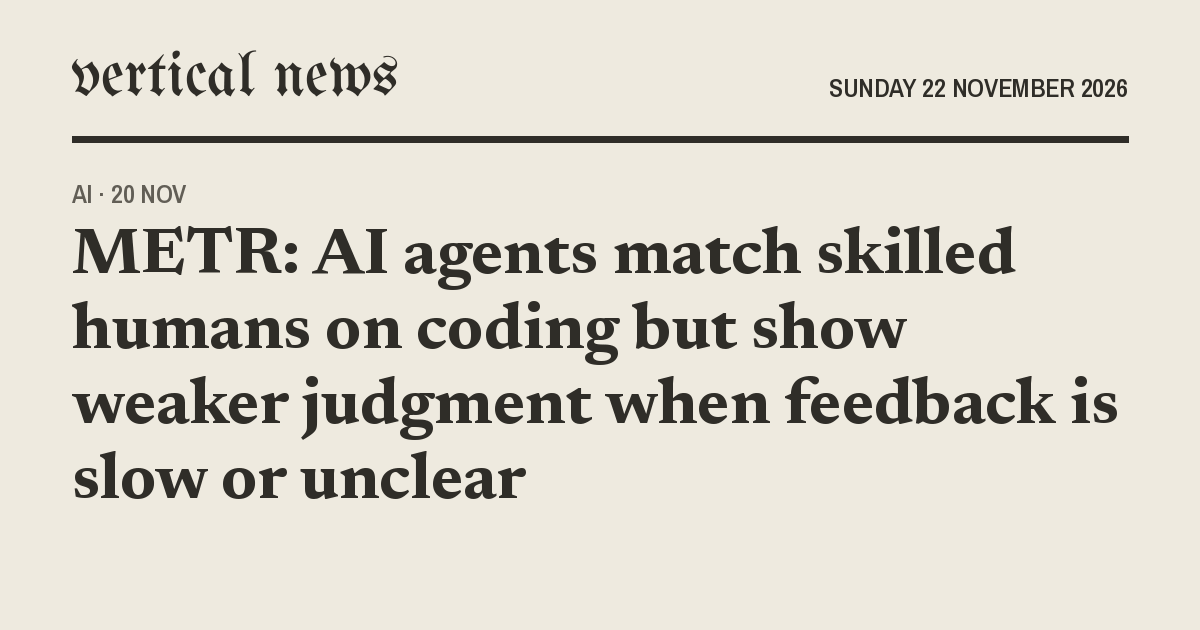 vertical news
SUNDAY 22 NOVEMBER 2026
AI · 20 NOV
METR: AI agents match skilled
humans on coding but show
weaker judgment when feedback is
slow or unclear